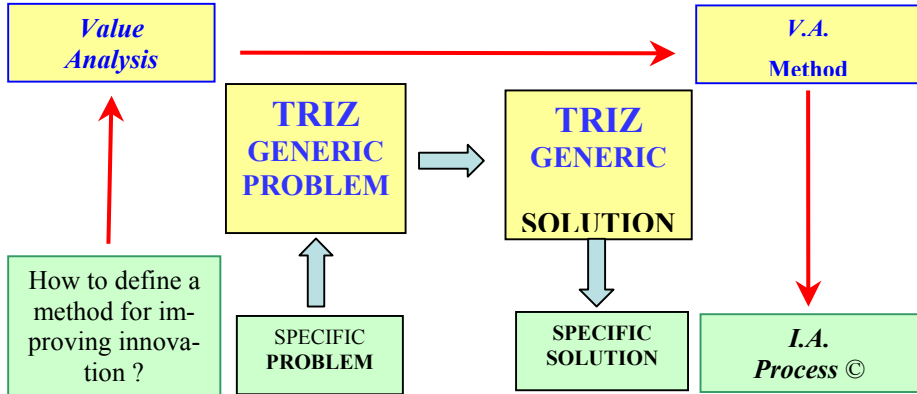 Value
Analysis
V.A.
Method
TRIZ
GENERIC
PROBLEM
TRIZ
GENERIC
SOLUTION
How to define a
method for im-
proving innova-
tion ?
SPECIFIC
PROBLEM
SPECIFIC
SOLUTION
I.A.
Process ©